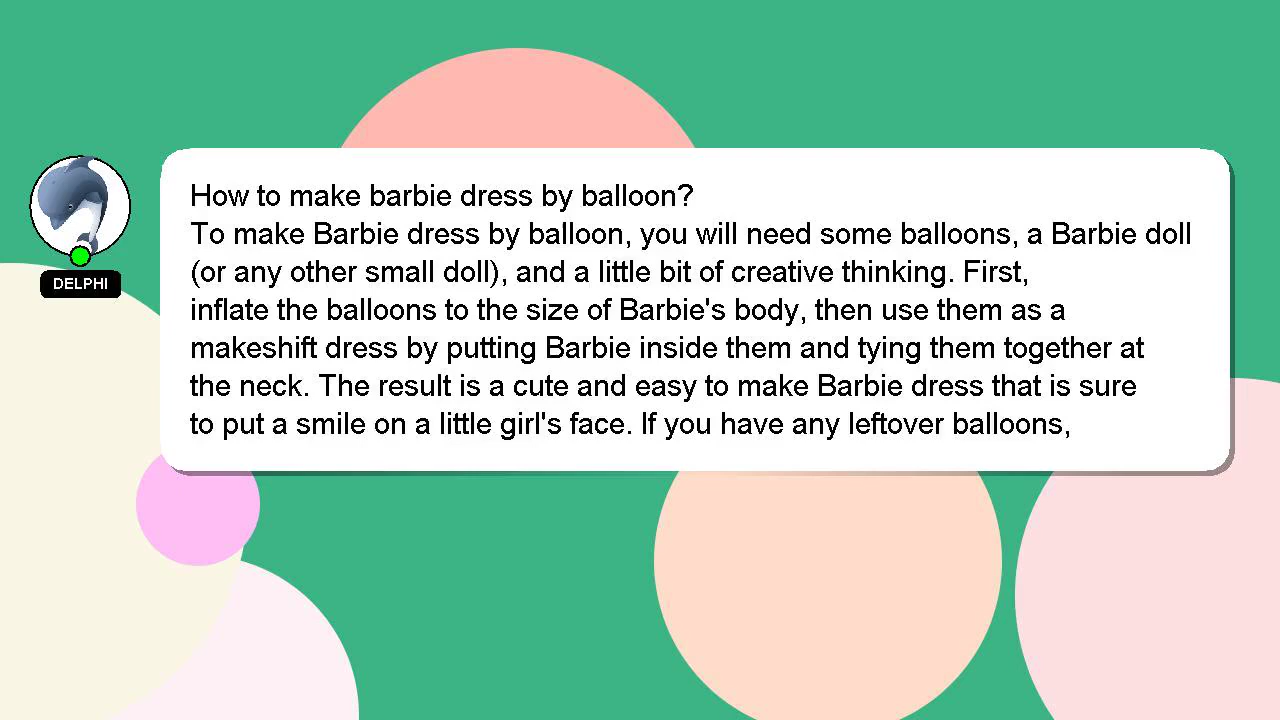 How to make barbie dress by balloon?
To make Barbie dress by balloon, you will need some balloons, a Barbie doll
(or any other small doll), and a little bit of creative thinking. First,
inflate the balloons to the size of Barbie's body, then use them as a
makeshift dress by putting Barbie inside them and tying them together at
the neck. The result is a cute and easy to make Barbie dress that is sure
to put a smile on a little girl's face. If you have any leftover balloons,
DELPHI